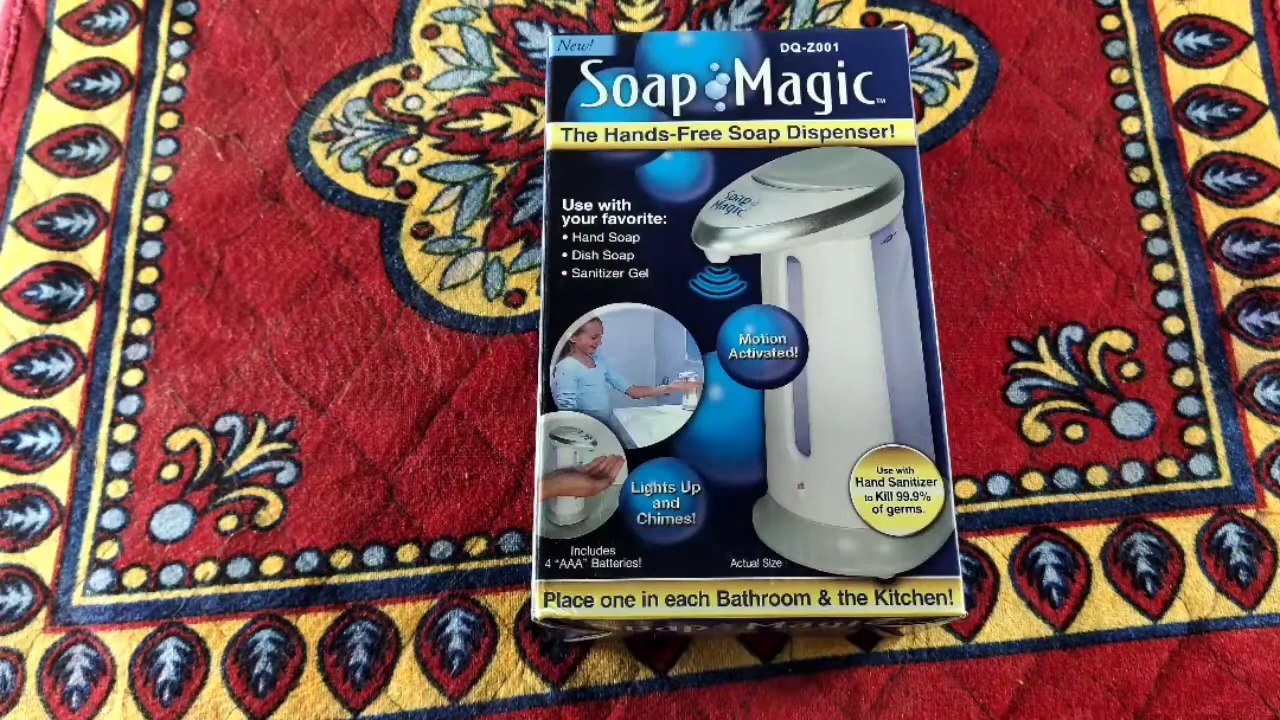 New!
DQ-Z001
Soap Magic™
The Hands-Free Soap Dispenser!
Use with
your favorite:
• Hand Soap
• Dish Soap
• Sanitizer Gel
Soap
Magic
Motion
Activated!
Lights Up
and
Chimes!
Use with
Hand Sanitizer
to Kill 99.9%
of germs.
Includes
4 "AAA" Batteries!
Actual Size
Place one in each Bathroom & the Kitchen!
Soap Magic